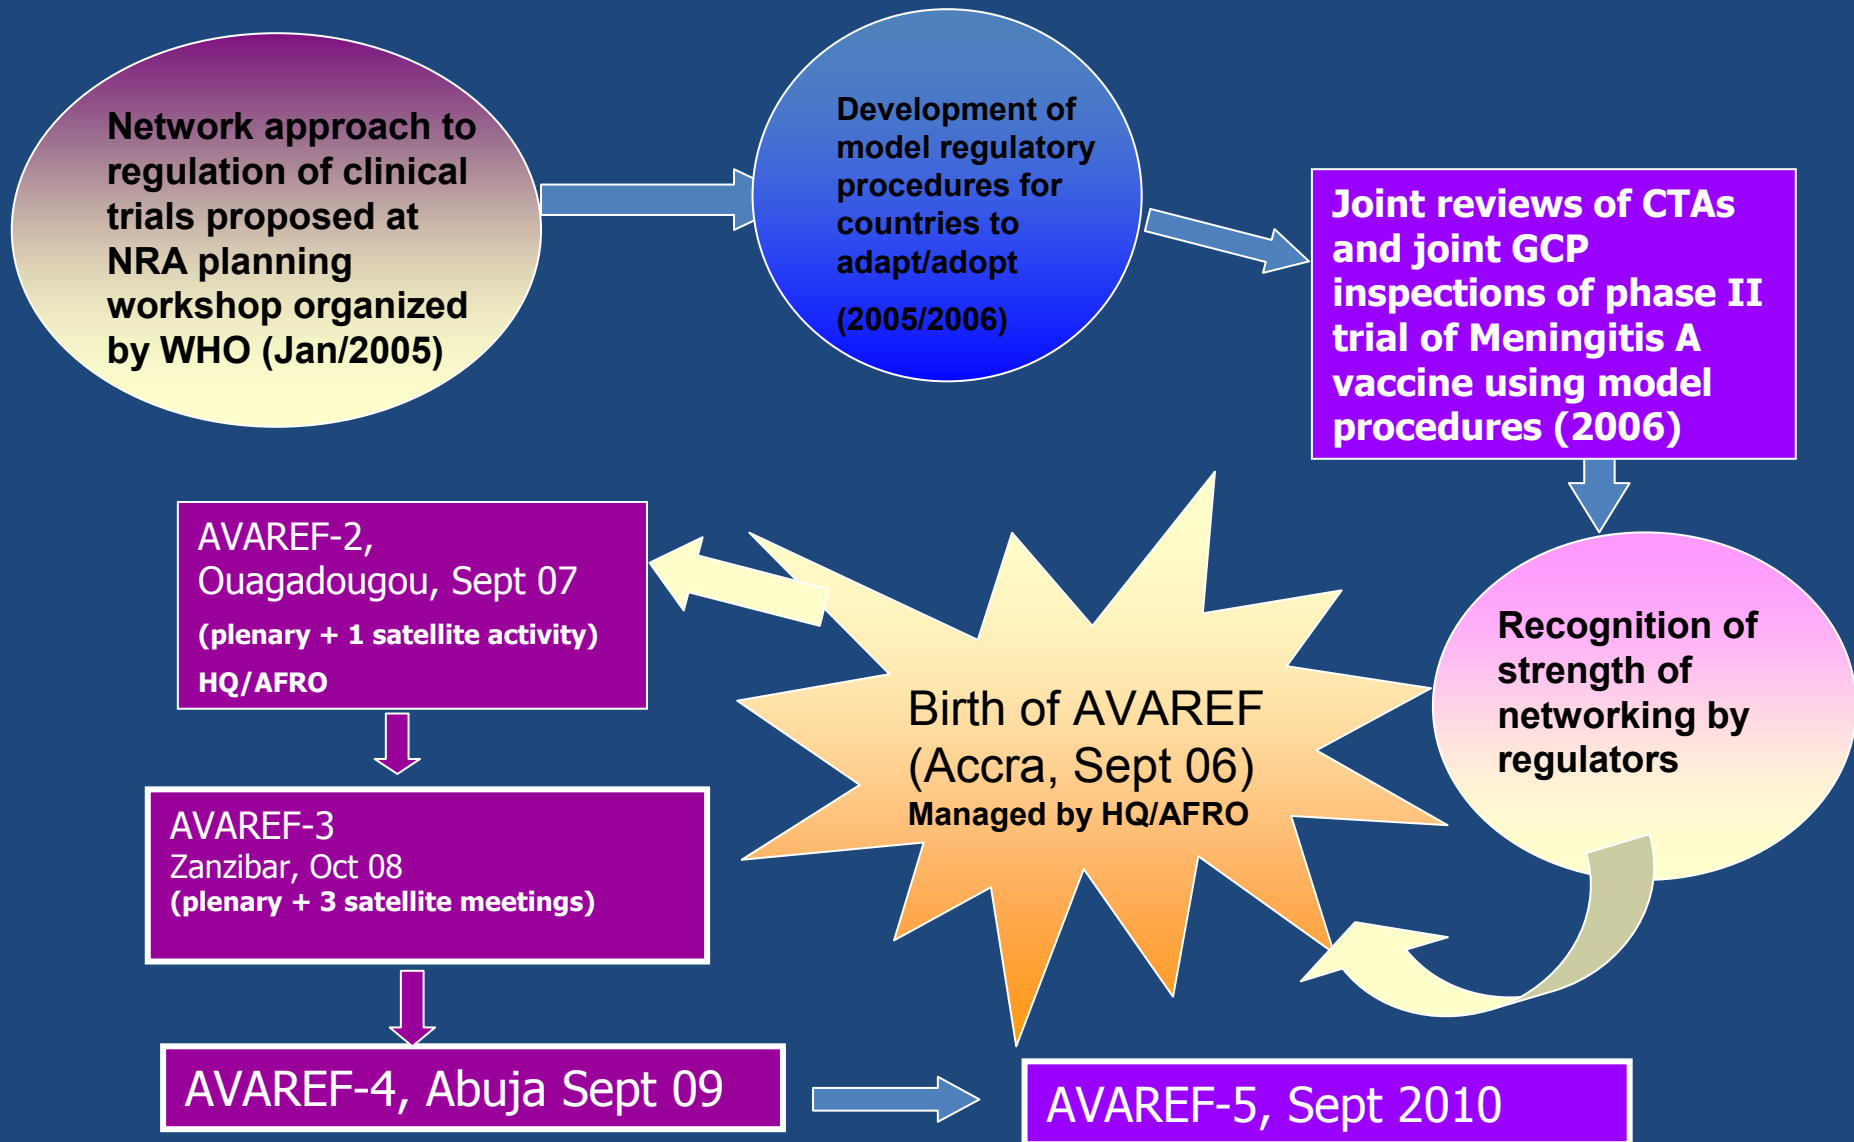 Network approach to
regulation of clinical
trials proposed at
NRA planning
workshop organized
by WHO (Jan/2005)
Development of
model regulatory
procedures for
countries to
adapt/adopt
(2005/2006)
Joint reviews of CTAs
and joint GCP
inspections of phase II
trial of Meningitis A
vaccine using model
procedures (2006)
Recognition of
strength of
networking by
regulators
Birth of AVAREF
(Accra, Sept 06)
Managed by HQ/AFRO
AVAREF-2,
Ouagadougou, Sept 07
(plenary + 1 satellite activity)
HQ/AFRO
AVAREF-3
Zanzibar, Oct 08
(plenary + 3 satellite meetings)
AVAREF-4, Abuja Sept 09
AVAREF-5, Sept 2010